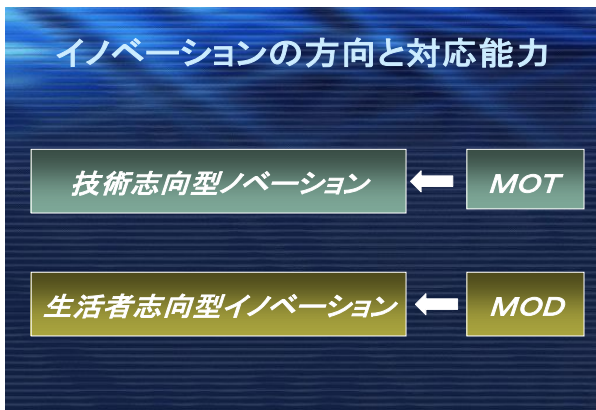 イノベーションの方向と対応能力
技術志向型ノベーション
MOT
生活者志向型イノベーション
MOD